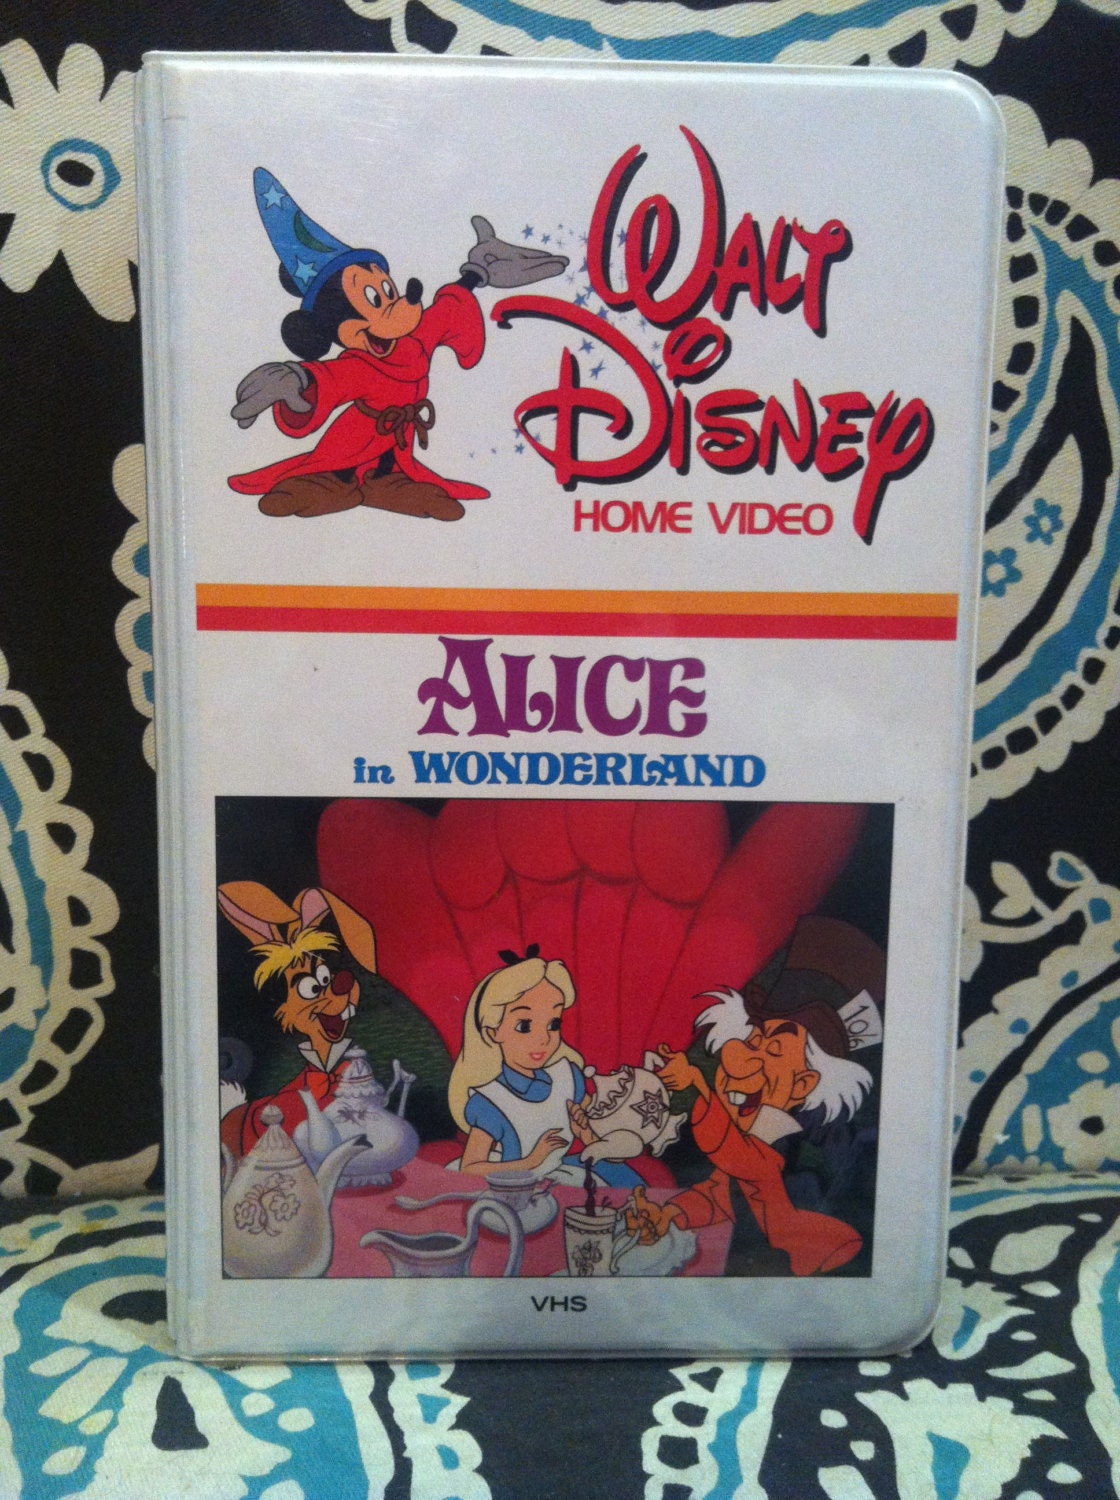 WALT
DISNEY
HOME VIDEO
ALICE
in WONDERLAND
10/6
VHS